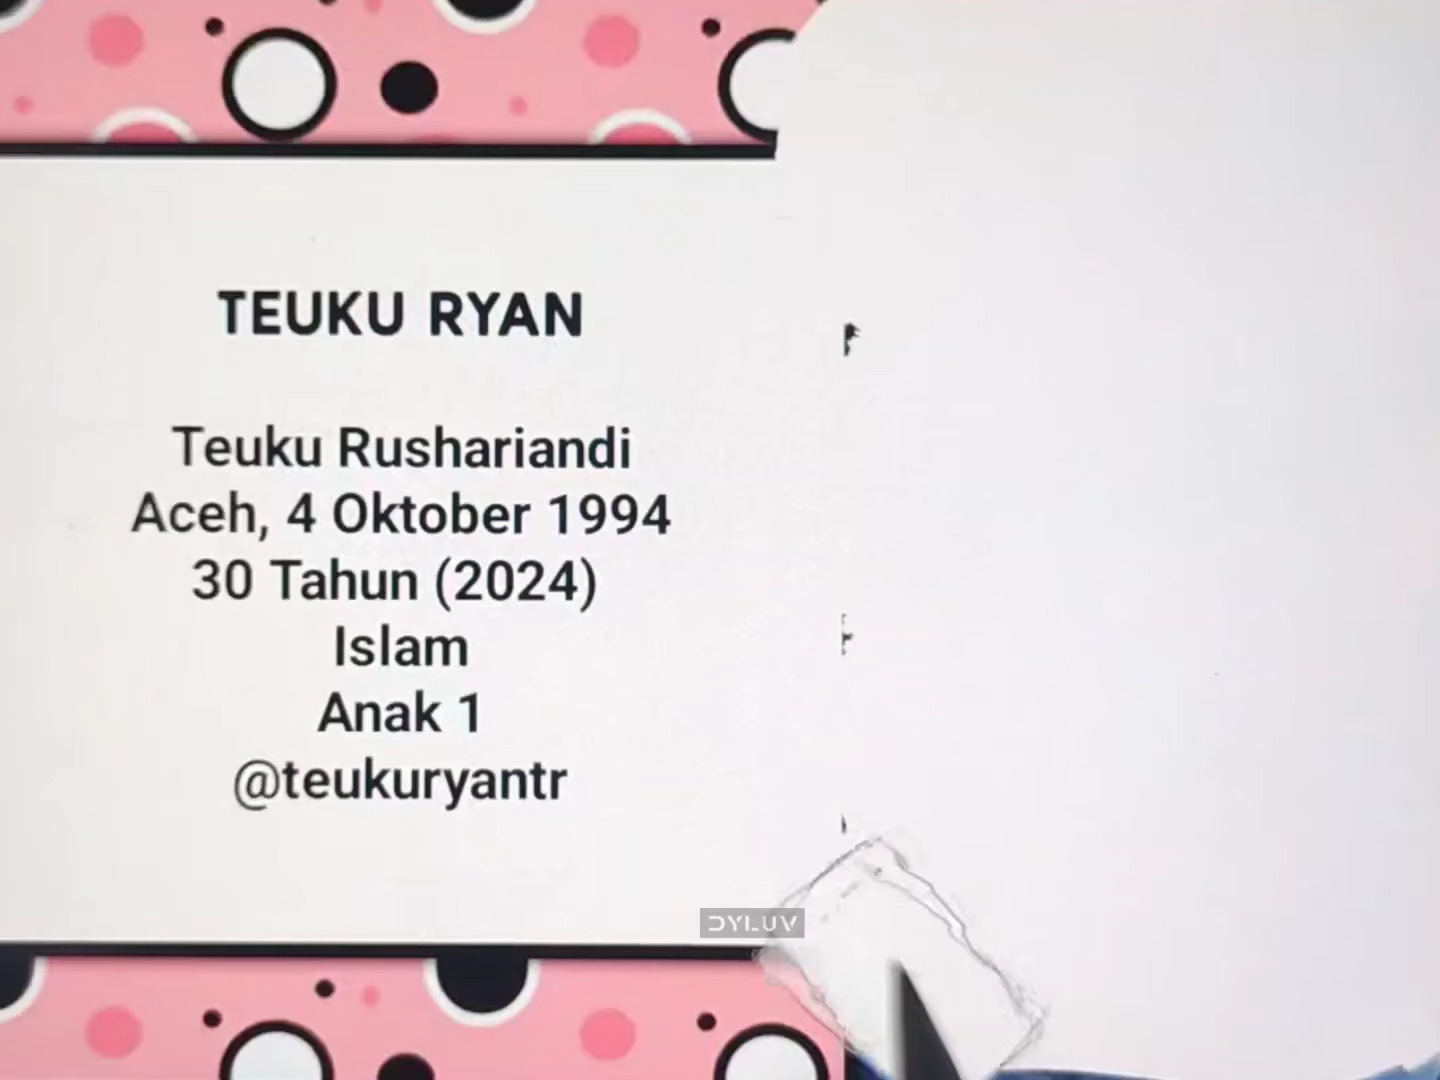 TEUKU RYAN
Teuku Rushariandi
Aceh, 4 Oktober 1994
30 Tahun (2024)
Islam
Anak 1
@teukuryantr
DYLUV